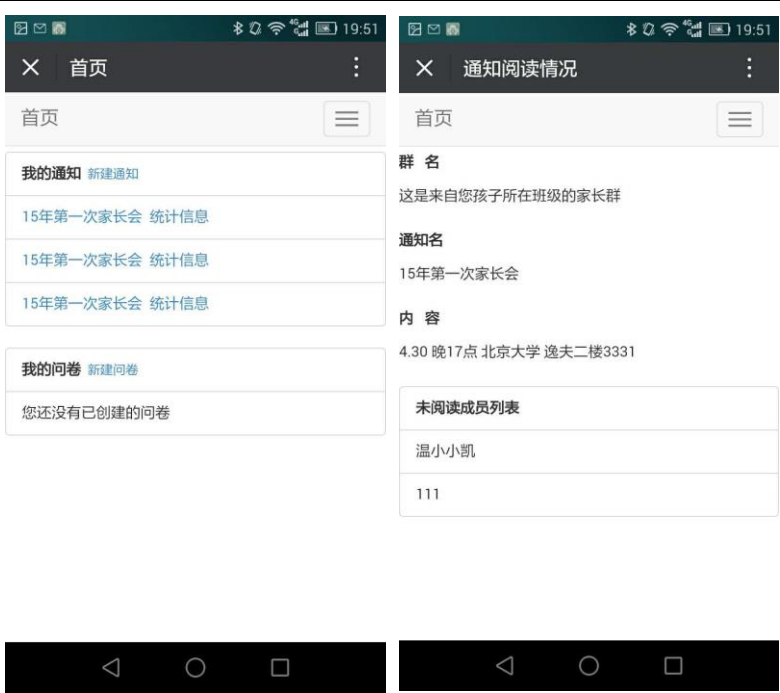 19:51
首页
首页
我的通知 新建通知
15年第一次家长会 统计信息
15年第一次家长会 统计信息
15年第一次家长会 统计信息
我的问卷 新建问卷
您还没有已创建的问卷
4G 19:51
通知阅读情况
首页
群 名
这是来自您孩子所在班级的家长群
通知名
15年第一次家长会
内 容
4.30 晚17点 北京大学 逸夫二楼3331
未阅读成员列表
温小小凯
111